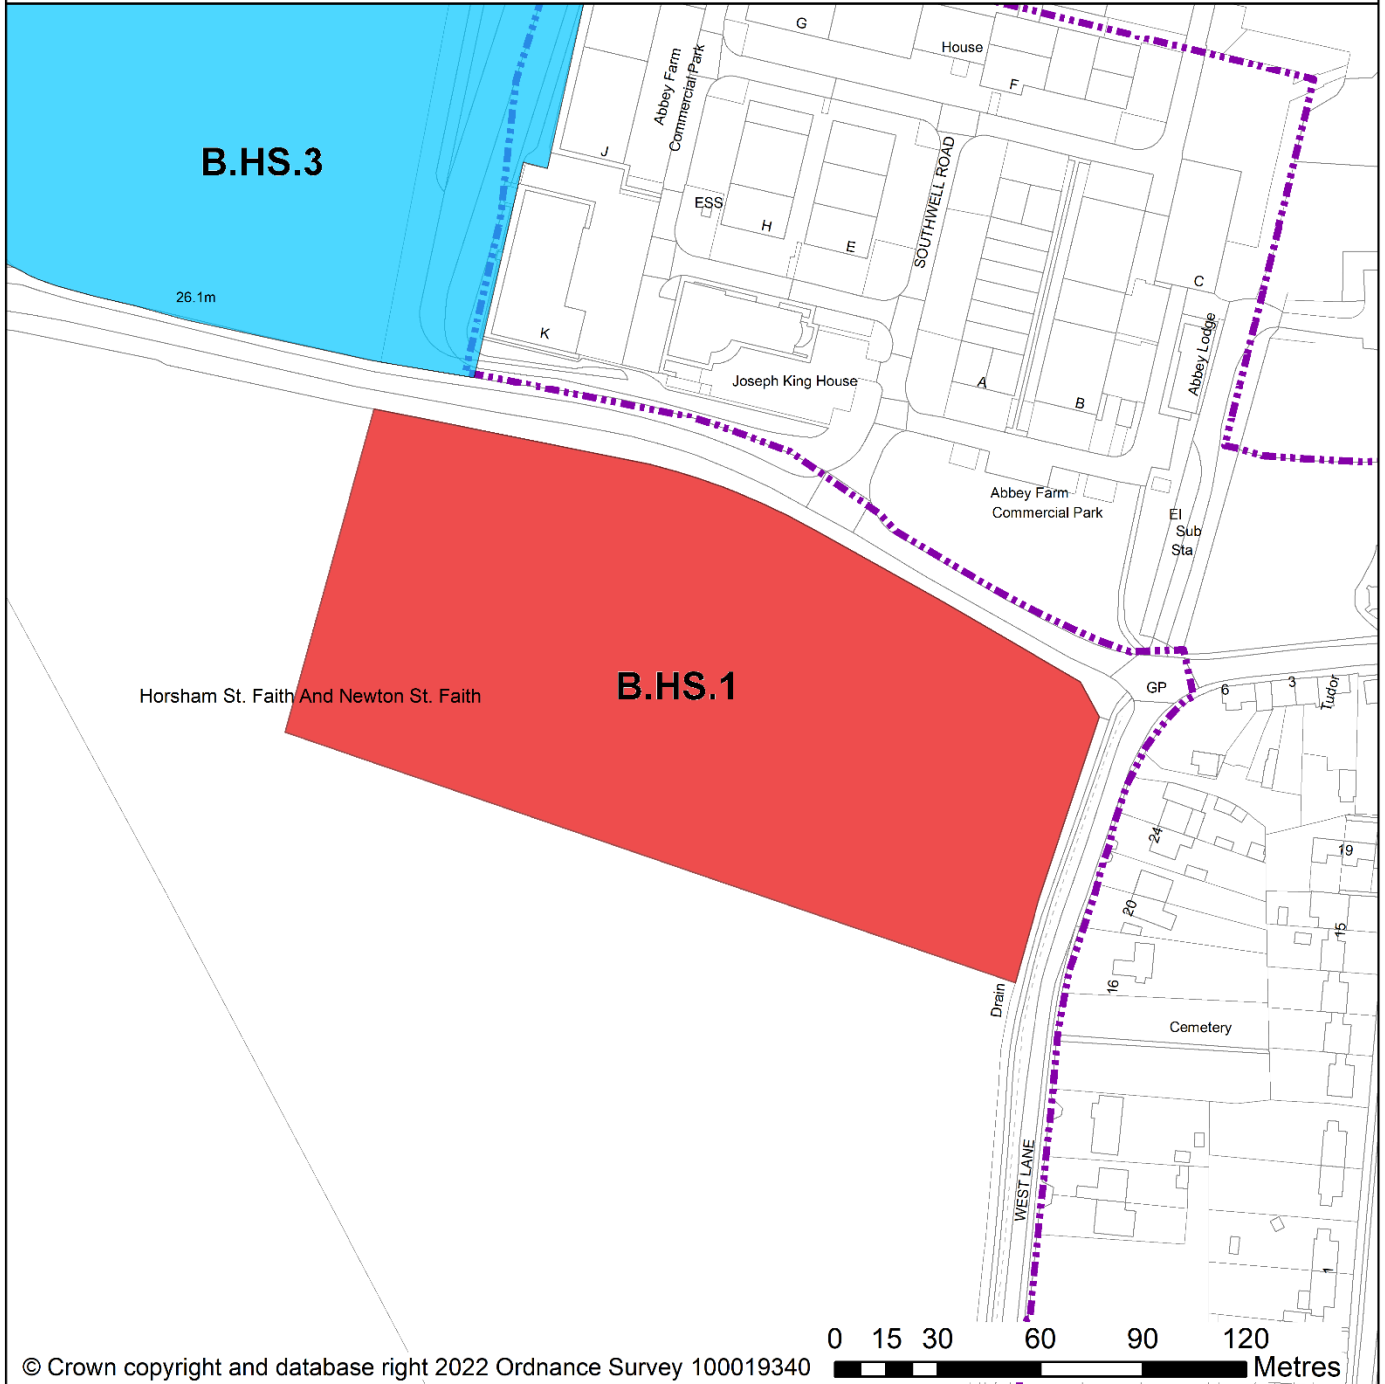 G
House
F
Abbey Farm
Commercial Park
B.HS.3
J
SOUTHWELL ROAD
ESS
H
E
26.1m
C
K
Abbey Lodge
Joseph King House
A
B
Abbey Farm
Commercial Park
El
Sub
Sta
Horsham St. Faith And Newton St. Faith
B.HS.1
GP
6
3
Tudor
24
19
20
15
16
Drain
Cemetery
WEST LANE
1
0 15 30 60 90 120
Metres
© Crown copyright and database right 2022 Ordnance Survey 100019340